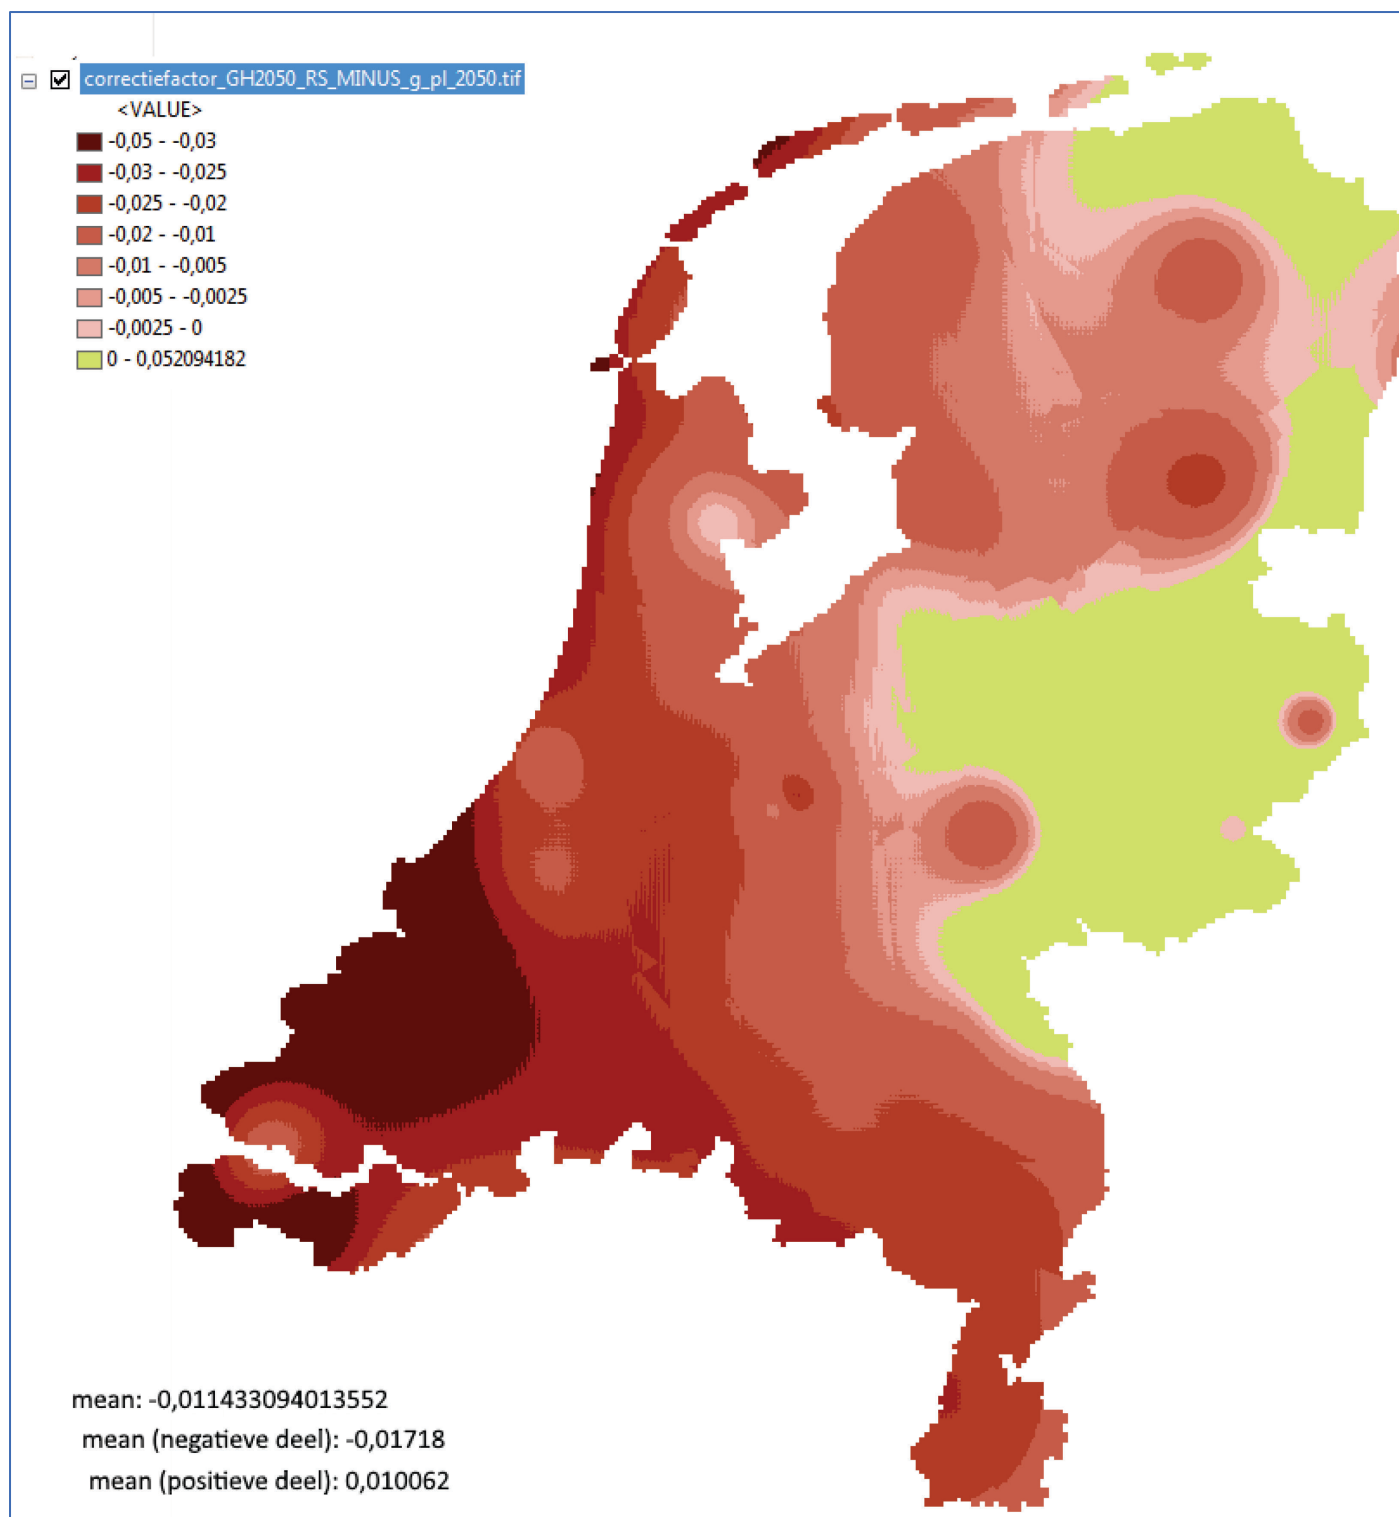 correctiefactor_GH2050_RS_MINUS_g_pl_2050.tif
<VALUE>
-0,05 - -0,03
-0,03 - -0,025
-0,025 - -0,02
-0,02 - -0,01
-0,01 - -0,005
-0,005 - -0,0025
-0,0025 - 0
0 - 0,052094182
mean: -0,011433094013552
mean (negatieve deel): -0,01718
mean (positieve deel): 0,010062